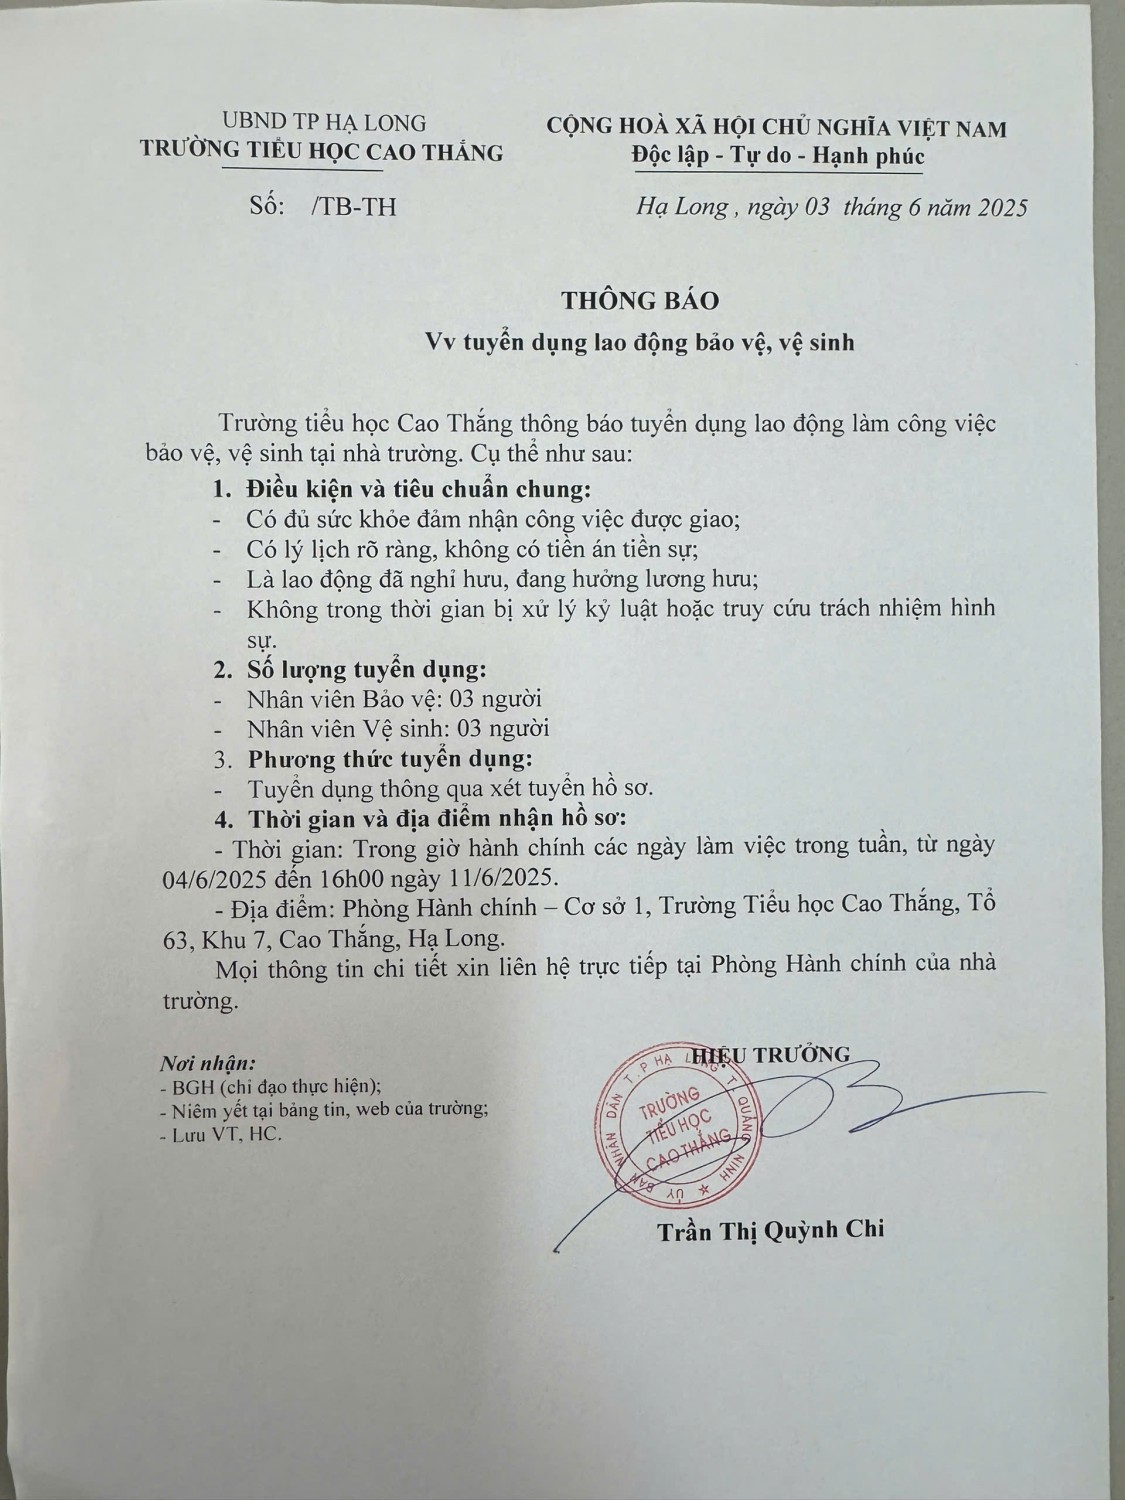 UBND TP HẠ LONG
TRƯỜNG TIỂU HỌC CAO THẮNG
Số: /TB-TH
CỘNG HOÀ XÃ HỘI CHỦ NGHĨA VIỆT NAM
Độc lập - Tự do - Hạnh phúc
Hạ Long , ngày 03 tháng 6 năm 2025
THÔNG BÁO
Vv tuyển dụng lao động bảo vệ, vệ sinh
Trường tiểu học Cao Thắng thông báo tuyển dụng lao động làm công việc
bảo vệ, vệ sinh tại nhà trường. Cụ thể như sau:
1. Điều kiện và tiêu chuẩn chung:
- Có đủ sức khỏe đảm nhận công việc được giao;
- Có lý lịch rõ ràng, không có tiền án tiền sự;
- Là lao động đã nghỉ hưu, đang hưởng lương hưu;
- Không trong thời gian bị xử lý kỷ luật hoặc truy cứu trách nhiệm hình
sự.
2. Số lượng tuyển dụng:
- Nhân viên Bảo vệ: 03 người
- Nhân viên Vệ sinh: 03 người
3. Phương thức tuyển dụng:
- Tuyển dụng thông qua xét tuyển hồ sơ.
4. Thời gian và địa điểm nhận hồ sơ:
- Thời gian: Trong giờ hành chính các ngày làm việc trong tuần, từ ngày
04/6/2025 đến 16h00 ngày 11/6/2025.
- Địa điểm: Phòng Hành chính – Cơ sở 1, Trường Tiểu học Cao Thắng, Tổ
63, Khu 7, Cao Thắng, Hạ Long.
Mọi thông tin chi tiết xin liên hệ trực tiếp tại Phòng Hành chính của nhà
trường.
Nơi nhận:
- BGH (chỉ đạo thực hiện);
- Niêm yết tại bảng tin, web của trường;
- Lưu VT, HC.
HIỆU TRƯỞNG
ỦY BAN NHÂN DÂN T.P HẠ LONG T. QUẢNG NINH
TRƯỜNG
TIỂU HỌC
CAO THẮNG
Trần Thị Quỳnh Chi